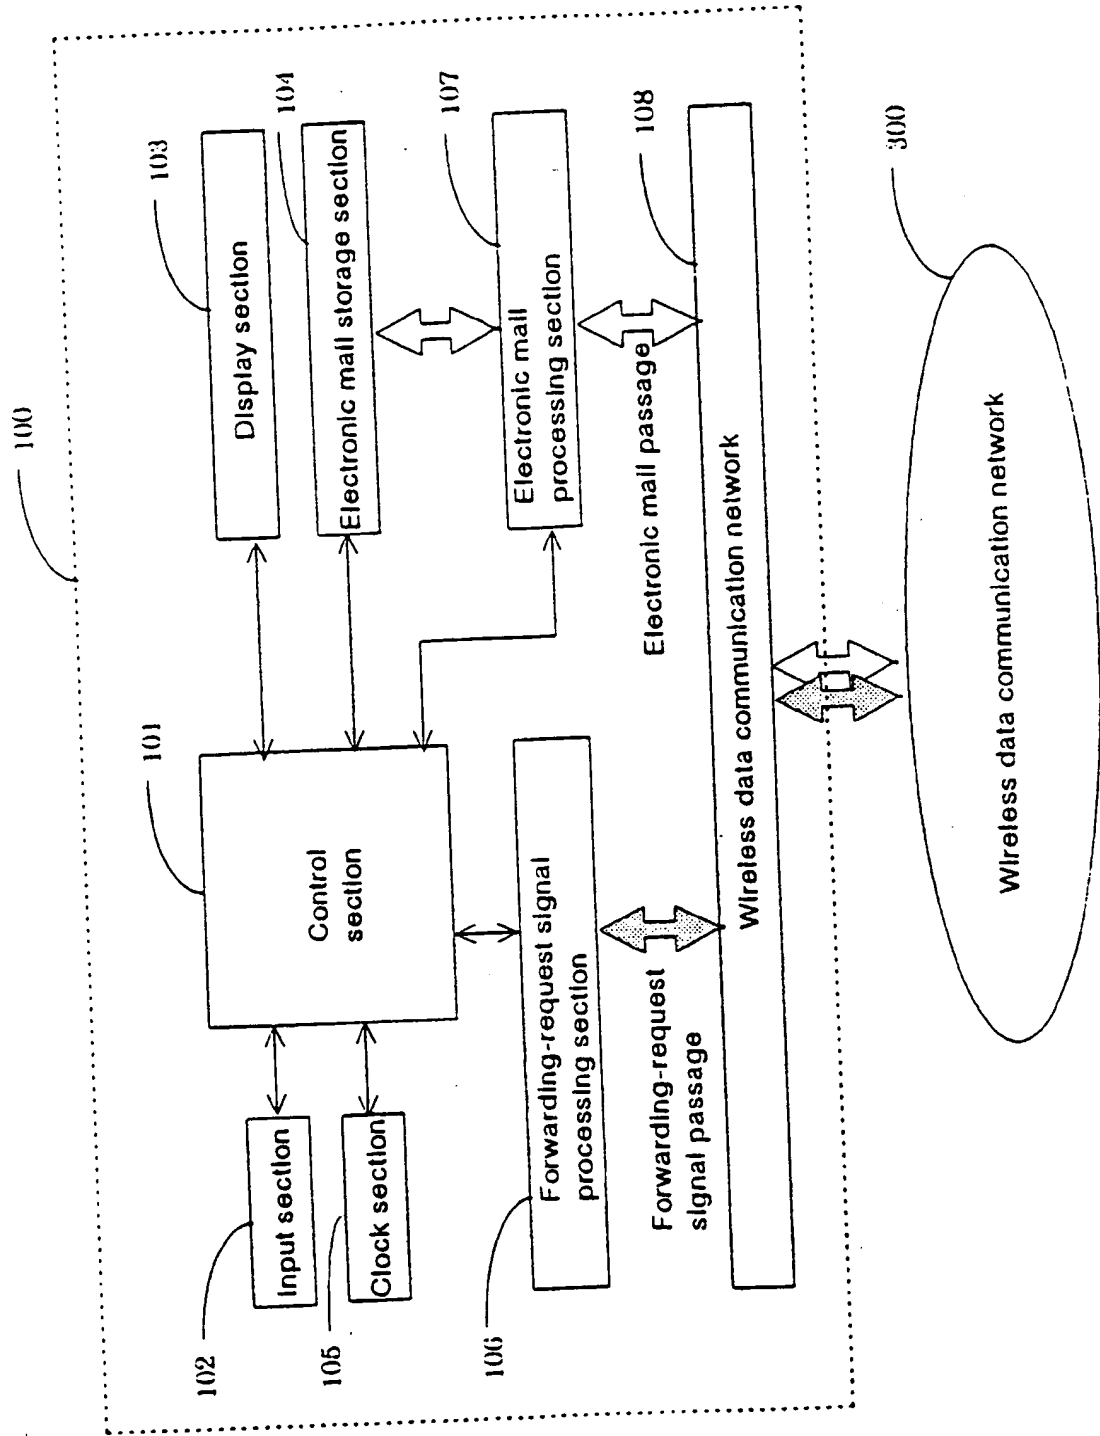 100
101
Control
section
102
Input section
105
Clock section
103
Display section
104
Electronic mail storage section
107
Electronic mail
processing section
106
Forwarding-request signal
processing section
Forwarding-request
signal passage
Electronic mail passage
108
Wireless data communication network
300
Wireless data communication network